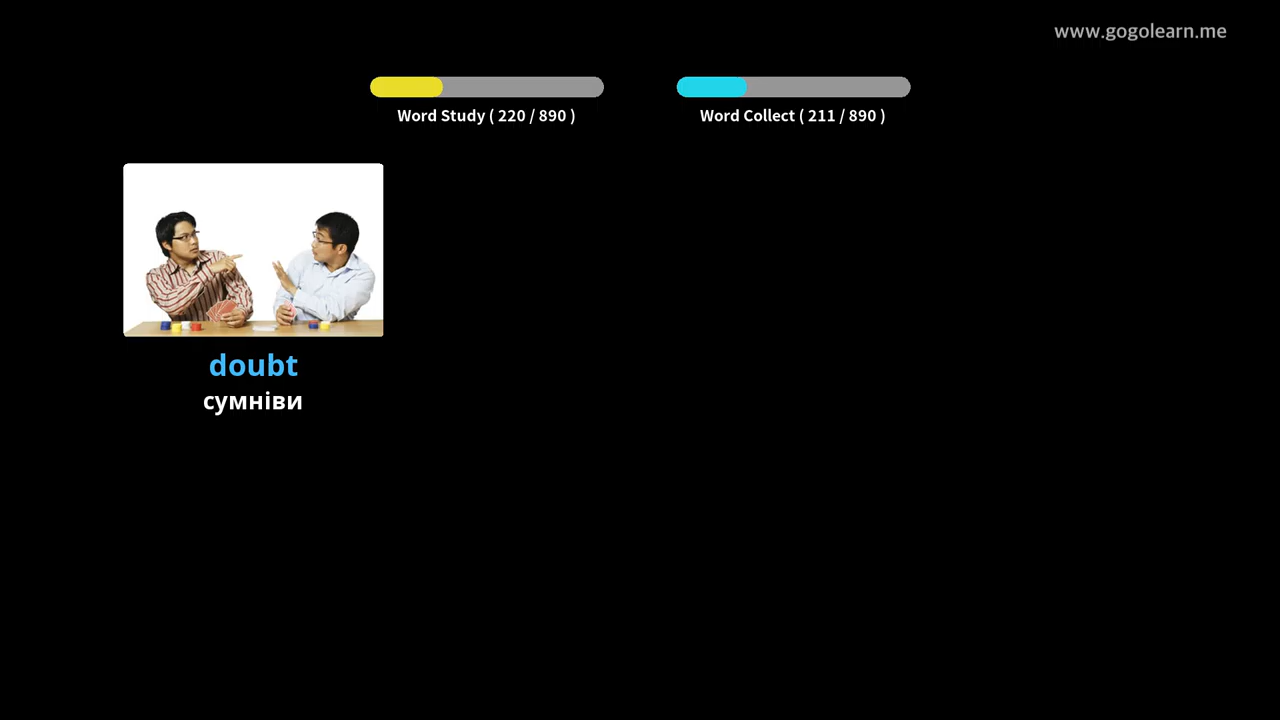 www.gogolearn.me
Word Study ( 220 / 890 )
Word Collect ( 211 / 890 )
doubt
сумніви